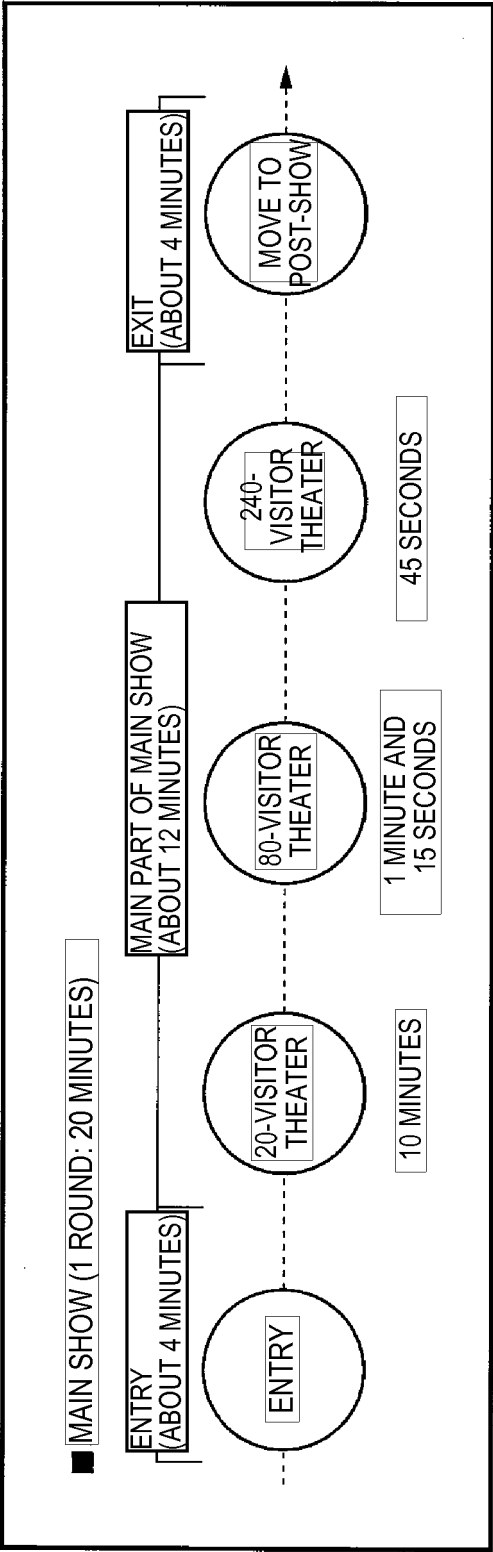 MAIN SHOW (1 ROUND: 20 MINUTES)
ENTRY
(ABOUT 4 MINUTES)
MAIN PART OF MAIN SHOW
(ABOUT 12 MINUTES)
EXIT
(ABOUT 4 MINUTES)
ENTRY
20-VISITOR
THEATER
80-VISITOR
THEATER
240-
VISITOR
THEATER
MOVE TO
POST-SHOW
10 MINUTES
1 MINUTE AND
15 SECONDS
45 SECONDS